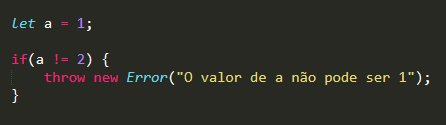 let a = 1;
if(a != 2) {
    throw new Error("O valor de a não pode ser 1");
}